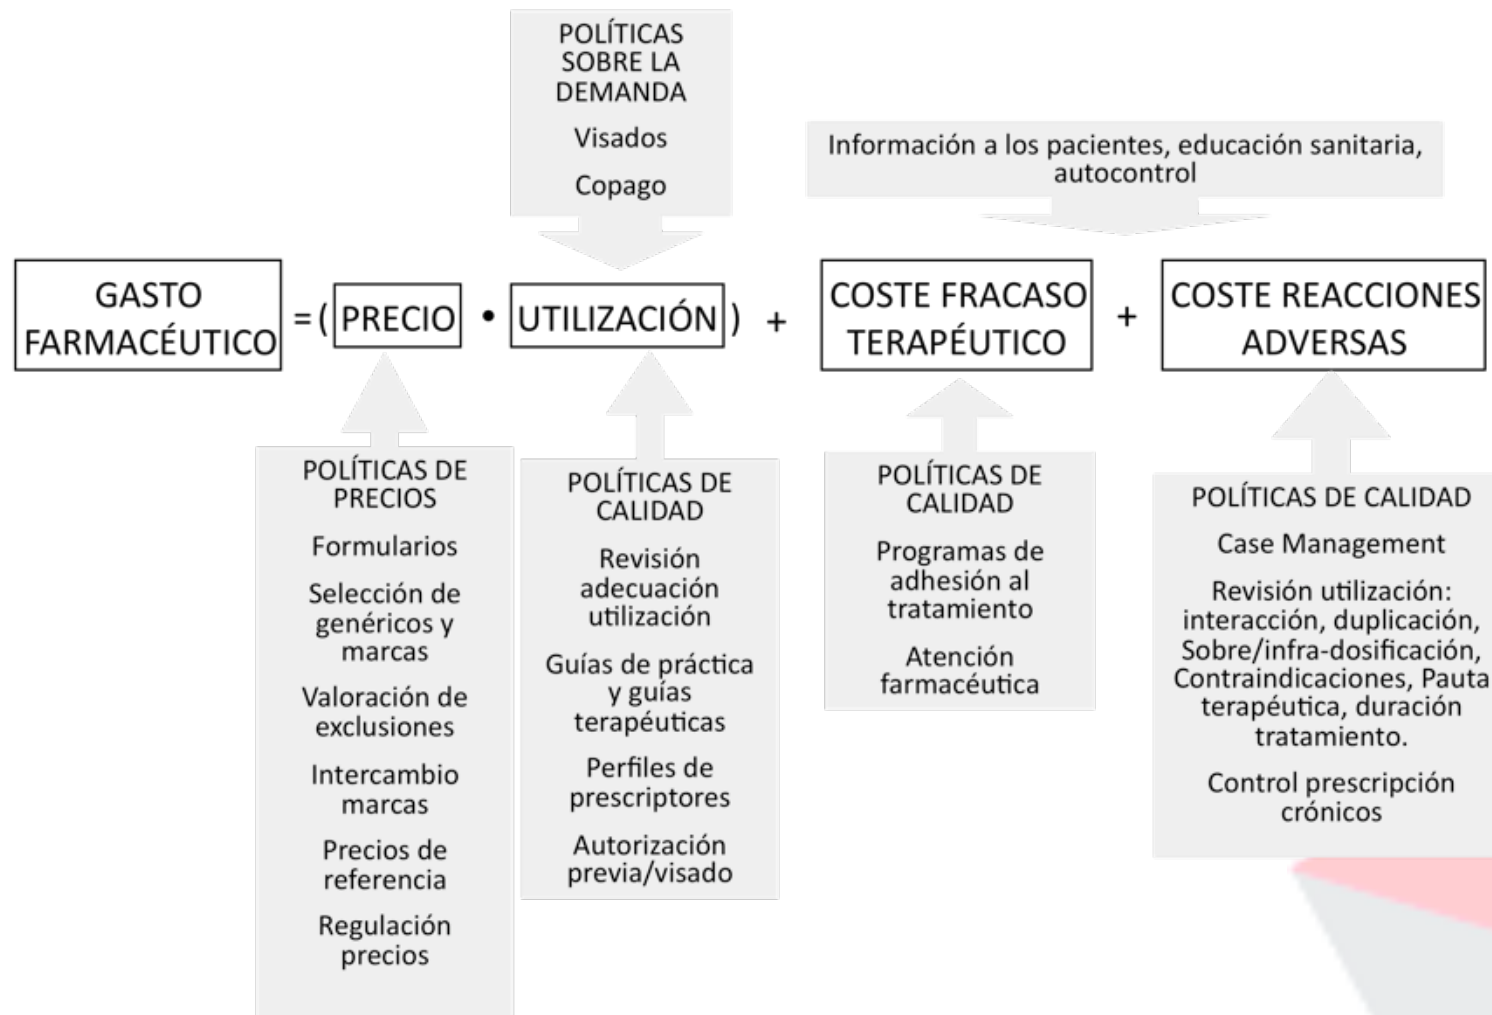 POLÍTICAS
SOBRE LA
DEMANDA
Visados
Copago
Información a los pacientes, educación sanitaria,
autocontrol
GASTO
FARMACÉUTICO
= (
PRECIO
•
UTILIZACIÓN
)
+
COSTE FRACASO
TERAPÉUTICO
+
COSTE REACCIONES
ADVERSAS
POLÍTICAS DE
PRECIOS
Formularios
Selección de
genéricos y
marcas
Valoración de
exclusiones
Intercambio
marcas
Precios de
referencia
Regulación
precios
POLÍTICAS DE
CALIDAD
Revisión
adecuación
utilización
Guías de práctica
y guías
terapéuticas
Perfiles de
prescriptores
Autorización
previa/visado
POLÍTICAS DE
CALIDAD
Programas de
adhesión al
tratamiento
Atención
farmacéutica
POLÍTICAS DE CALIDAD
Case Management
Revisión utilización:
interacción, duplicación,
Sobre/infra-dosificación,
Contraindicaciones, Pauta
terapéutica, duración
tratamiento.
Control prescripción
crónicos